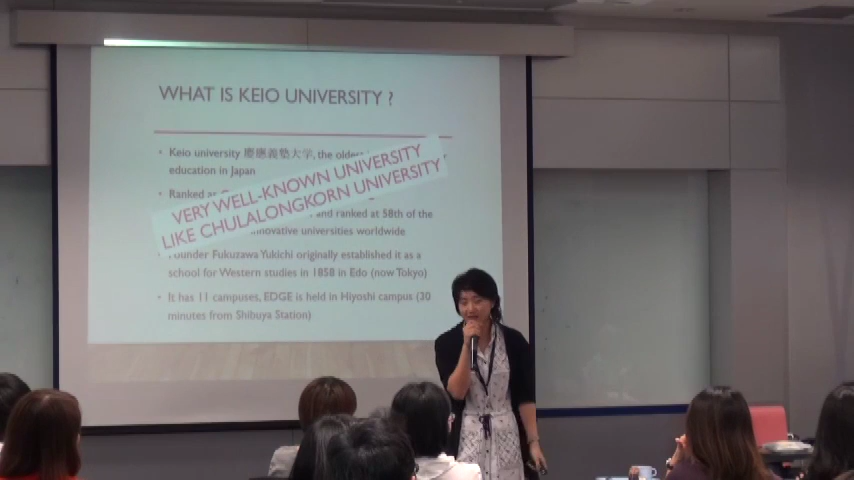 WHAT IS KEIO UNIVERSITY ?
• Keio university 慶應義塾大学, the oldest
education in Japan
• Ranked as
VERY WELL-KNOWN UNIVERSITY
LIKE CHULALONGKORN UNIVERSITY
and ranked at 58th of the
innovative universities worldwide
• Founder Fukuzawa Yukichi originally established it as a
school for Western studies in 1858 in Edo (now Tokyo)
• It has 11 campuses, EDGE is held in Hiyoshi campus (20
minutes from Shibuya Station)